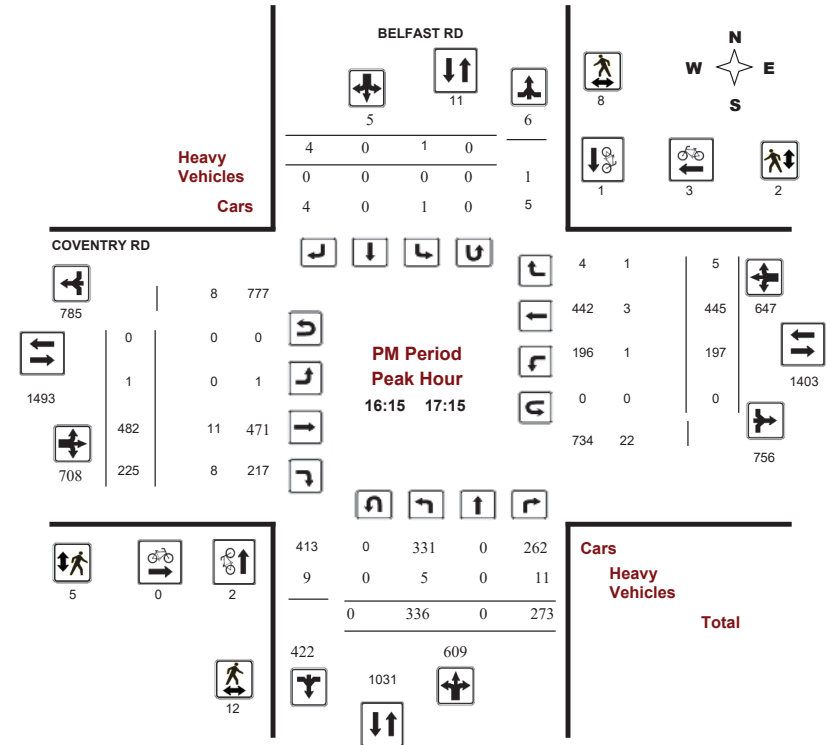 BELFAST RD
N
W E
S
11
8
5 6
4 0 1 0
Heavy
Vehicles
0 0 0 0 1
1 3 2
Cars
4 0 1 0 5
COVENTRY RD
785
8 777
4 1 5
647
442 3 445
0 0 0
1493
PM Period
Peak Hour
16:15 17:15
196 1 197
1403
1 0 1
0 0 0
482 11 471
708
225 8 217
734 22
756
413 0 331 0 262
Cars
9 0 5 0 11
Heavy
Vehicles
5 0 2
0 336 0 273
Total
422 609
1031
12